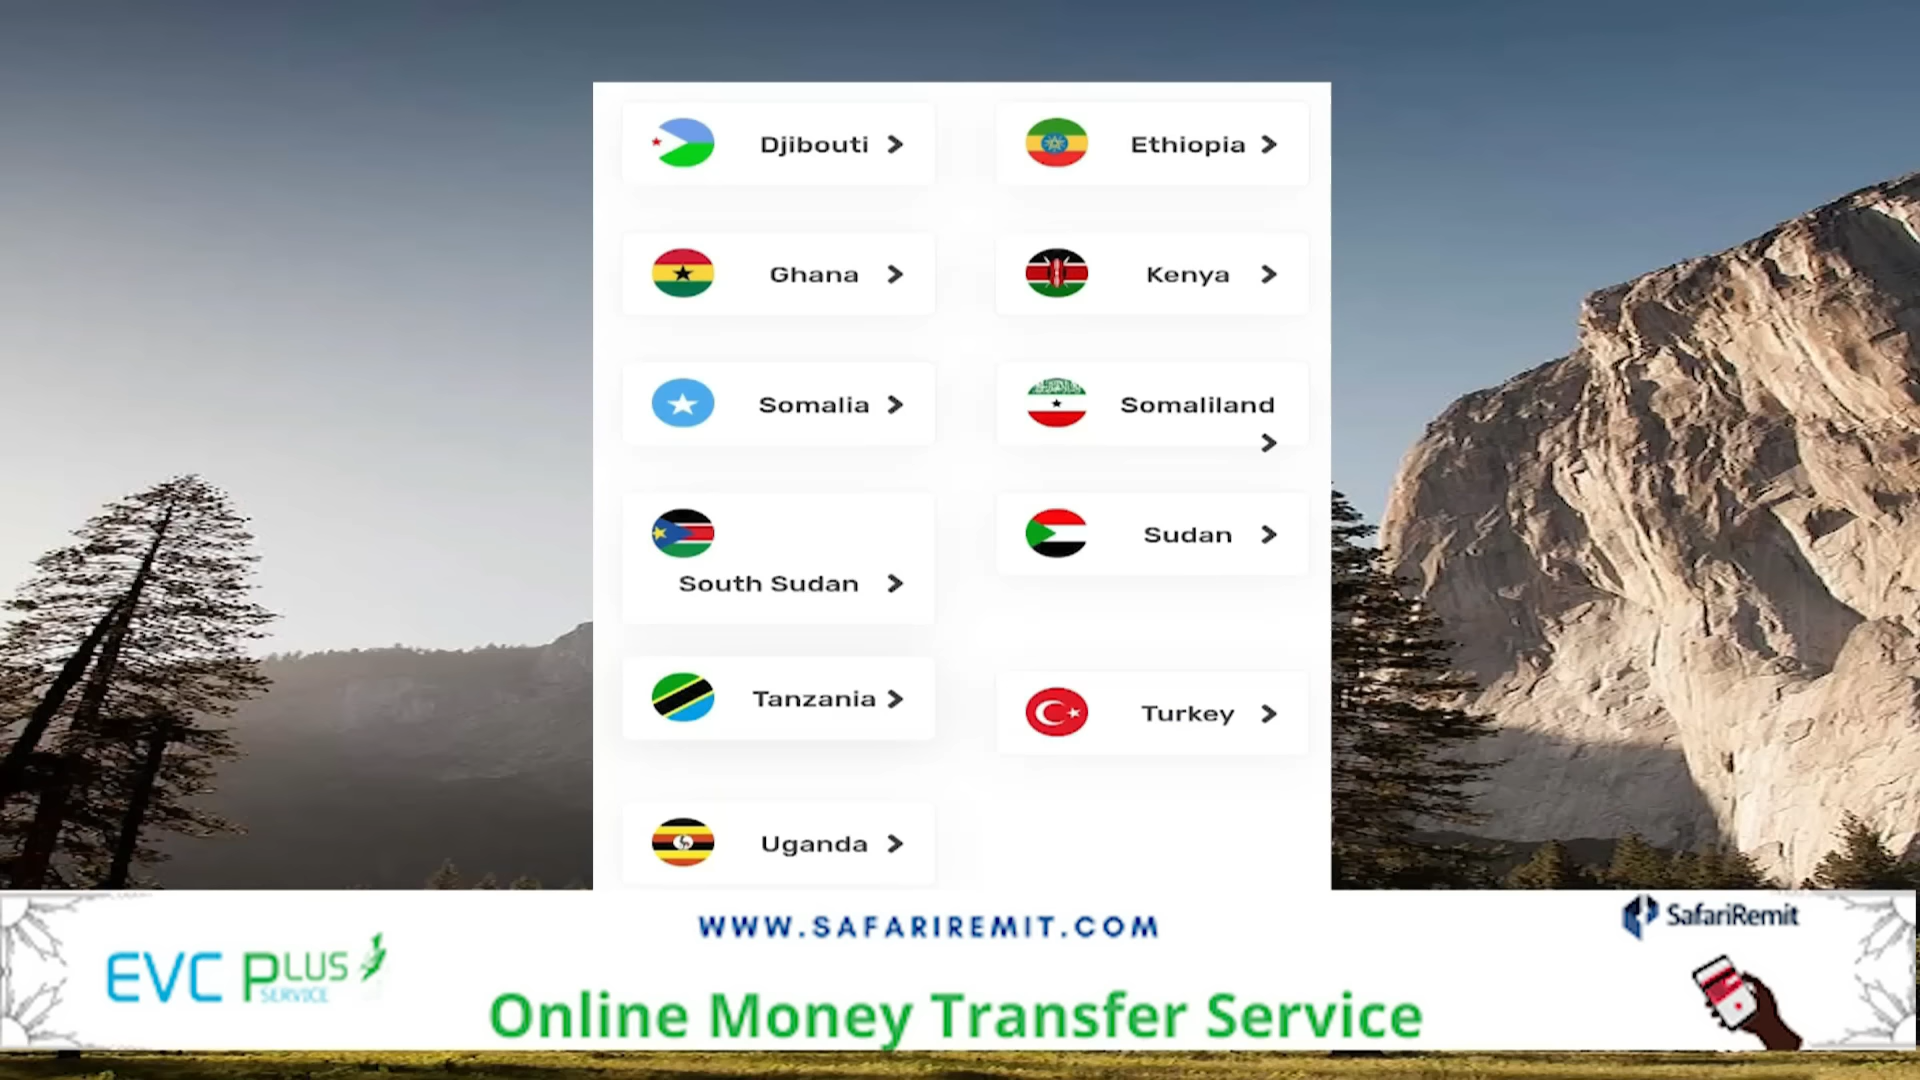 Djibouti
Ethiopia
Ghana
Kenya
Somalia
Somaliland
South Sudan
Sudan
Tanzania
Turkey
Uganda
WWW.SAFARIREMIT.COM
SafariRemit
EVC PLUS
SERVICE
Online Money Transfer Service